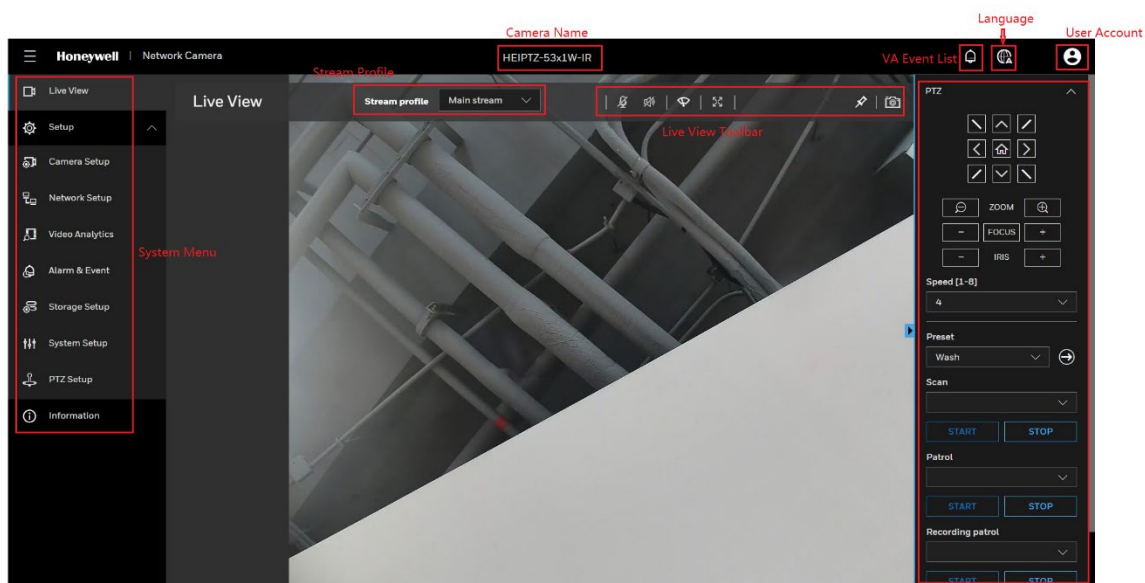 Language
Camera Name
User Account
Honeywell | Network Camera
HEIPTZ-53x1W-IR
VA Event List
Stream Profile
Live View
Live View
Stream profile
Main stream
Live View Toolbar
Setup
Camera Setup
Network Setup
Video Analytics
System Menu
Alarm & Event
Storage Setup
System Setup
PTZ Setup
Information
PTZ
ZOOM
- FOCUS +
- IRIS +
Speed [1-8]
4
Preset
Wash
Scan
START STOP
Patrol
START STOP
Recording patrol
START STOP